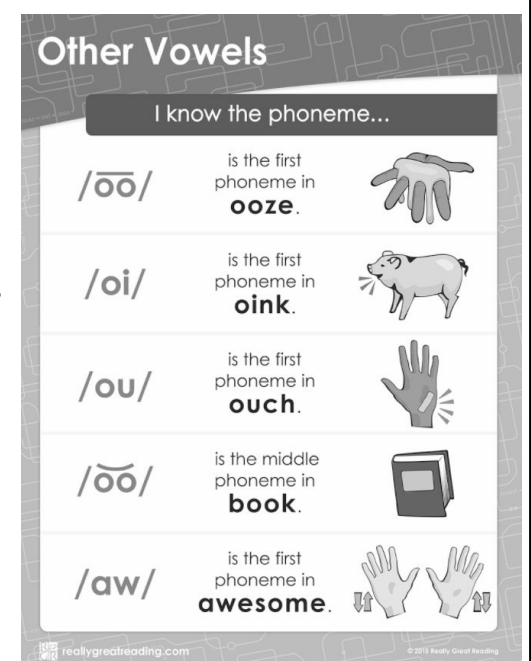 Other Vowels
I know the phoneme...
/o͞o/
is the first
phoneme in
ooze.
/oi/
is the first
phoneme in
oink.
/ou/
is the first
phoneme in
ouch.
/o͝o/
is the middle
phoneme in
book.
/aw/
is the first
phoneme in
awesome.
reallygreatreading.com
© 2015 Really Great Reading